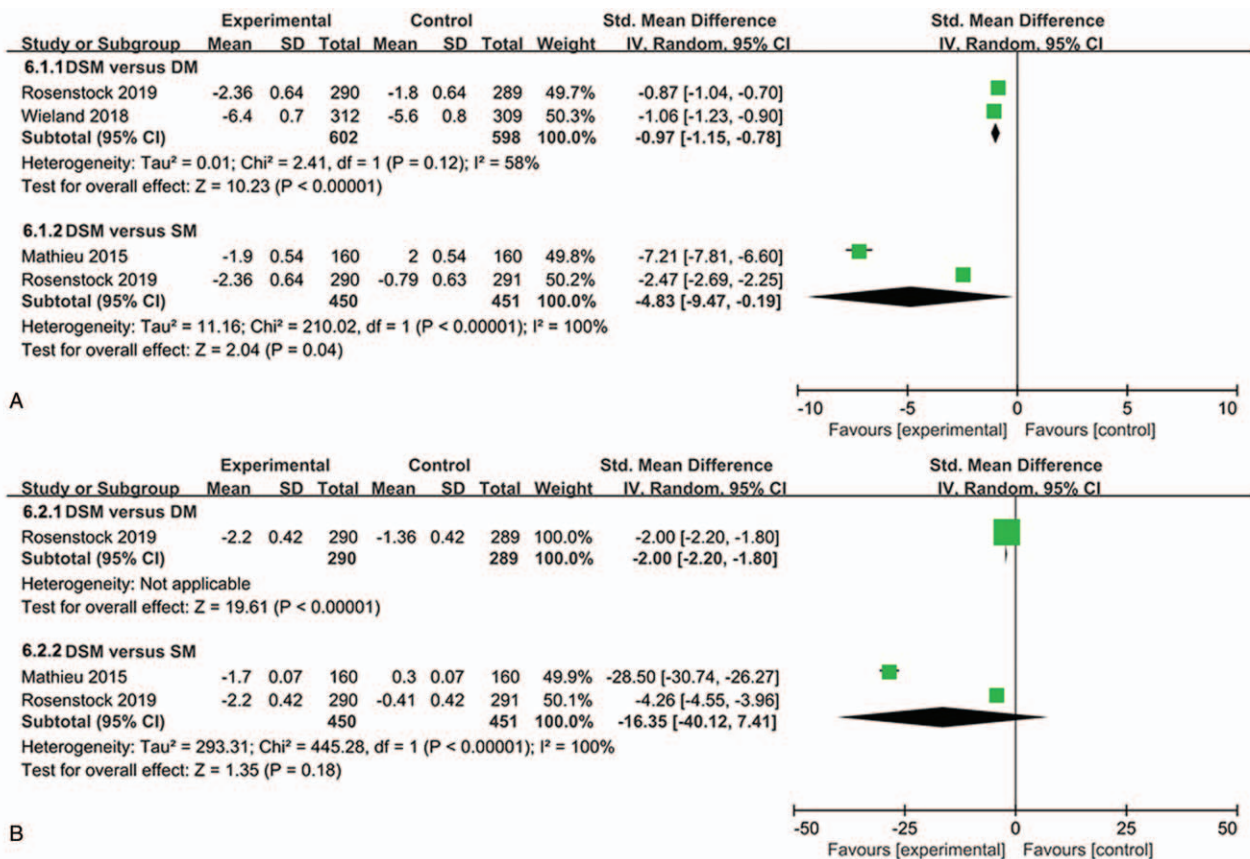 Experimental Control Std. Mean Difference Std. Mean Difference
Study or Subgroup Mean SD Total Mean SD Total Weight IV, Random, 95% CI IV, Random, 95% CI
6.1.1 DSM versus DM
Rosenstock 2019 -2.36 0.64 290 -1.8 0.64 289 49.7% -0.87 [-1.04, -0.70]
Wieland 2018 -6.4 0.7 312 -5.6 0.8 309 50.3% -1.06 [-1.23, -0.90]
Subtotal (95% CI) 602 598 100.0% -0.97 [-1.15, -0.78]
Heterogeneity: Tau² = 0.01; Chi² = 2.41, df = 1 (P = 0.12); I² = 58%
Test for overall effect: Z = 10.23 (P < 0.00001)
6.1.2 DSM versus SM
Mathieu 2015 -1.9 0.54 160 2 0.54 160 49.8% -7.21 [-7.81, -6.60]
Rosenstock 2019 -2.36 0.64 290 -0.79 0.63 291 50.2% -2.47 [-2.69, -2.25]
Subtotal (95% CI) 450 451 100.0% -4.83 [-9.47, -0.19]
Heterogeneity: Tau² = 11.16; Chi² = 210.02, df = 1 (P < 0.00001); I² = 100%
Test for overall effect: Z = 2.04 (P = 0.04)
-10 -5 0 5 10
Favours [experimental] Favours [control]
A
Experimental Control Std. Mean Difference Std. Mean Difference
Study or Subgroup Mean SD Total Mean SD Total Weight IV, Random, 95% CI IV, Random, 95% CI
6.2.1 DSM versus DM
Rosenstock 2019 -2.2 0.42 290 -1.36 0.42 289 100.0% -2.00 [-2.20, -1.80]
Subtotal (95% CI) 290 289 100.0% -2.00 [-2.20, -1.80]
Heterogeneity: Not applicable
Test for overall effect: Z = 19.61 (P < 0.00001)
6.2.2 DSM versus SM
Mathieu 2015 -1.7 0.07 160 0.3 0.07 160 49.9% -28.50 [-30.74, -26.27]
Rosenstock 2019 -2.2 0.42 290 -0.41 0.42 291 50.1% -4.26 [-4.55, -3.96]
Subtotal (95% CI) 450 451 100.0% -16.35 [-40.12, 7.41]
Heterogeneity: Tau² = 293.31; Chi² = 445.28, df = 1 (P < 0.00001); I² = 100%
Test for overall effect: Z = 1.35 (P = 0.18)
-50 -25 0 25 50
Favours [experimental] Favours [control]
B